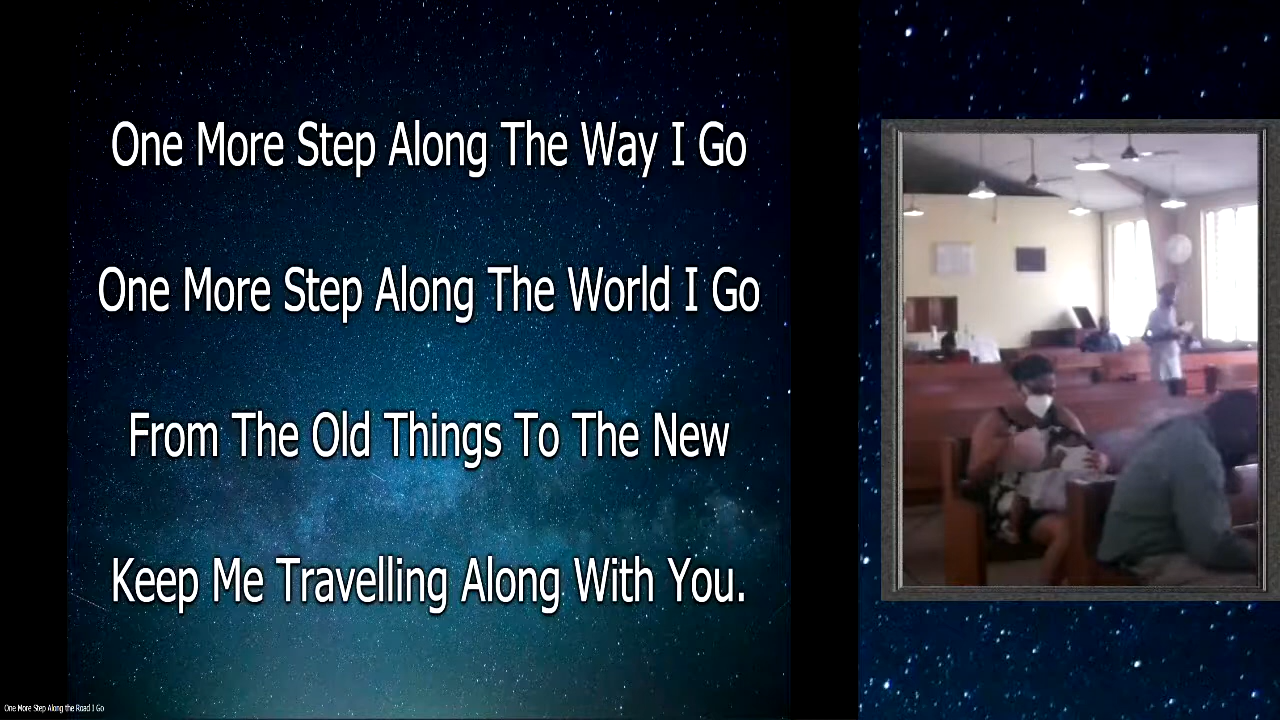 One More Step Along The Way I Go
One More Step Along The World I Go
From The Old Things To The New
Keep Me Travelling Along With You.
One More Step Along the Road I Go